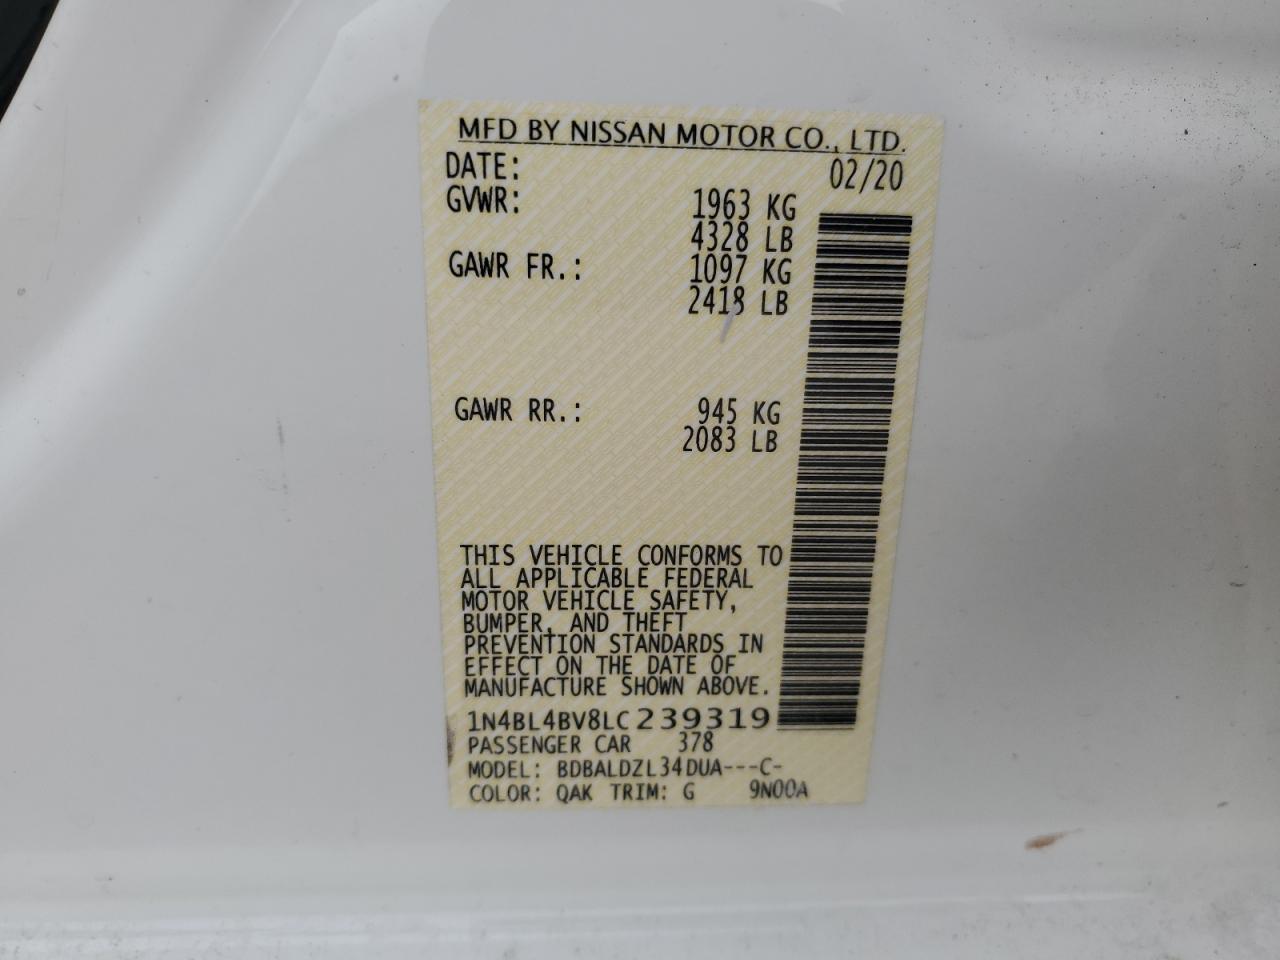 MFD BY NISSAN MOTOR CO., LTD.
DATE: 02/20
GVWR: 1963 KG
4328 LB
GAWR FR.: 1097 KG
2418 LB
GAWR RR.: 945 KG
2083 LB
THIS VEHICLE CONFORMS TO
ALL APPLICABLE FEDERAL
MOTOR VEHICLE SAFETY,
BUMPER, AND THEFT
PREVENTION STANDARDS IN
EFFECT ON THE DATE OF
MANUFACTURE SHOWN ABOVE.
1N4BL4BV8LC239319
PASSENGER CAR 378
MODEL: BDBALDZL34DUA---C-
COLOR: QAK TRIM: G 9N00A